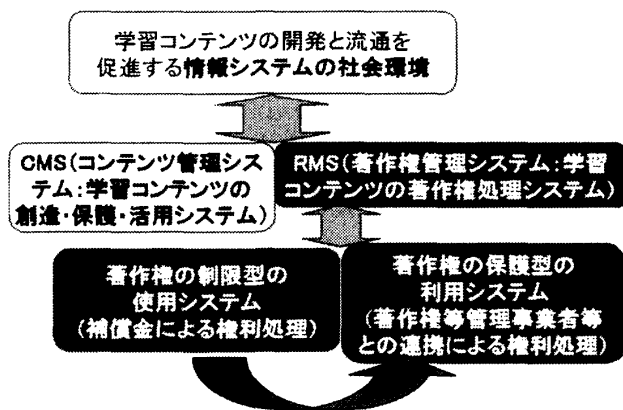 学習コンテンツの開発と流通を
促進する情報システムの社会環境
CMS(コンテンツ管理シス
テム:学習コンテンツの
創造・保護・活用システム)
RMS(著作権管理システム:学習
コンテンツの著作権処理システム)
著作権の制限型の
使用システム
(補償金による権利処理)
著作権の保護型の
利用システム
(著作権等管理事業者等
との連携による権利処理)